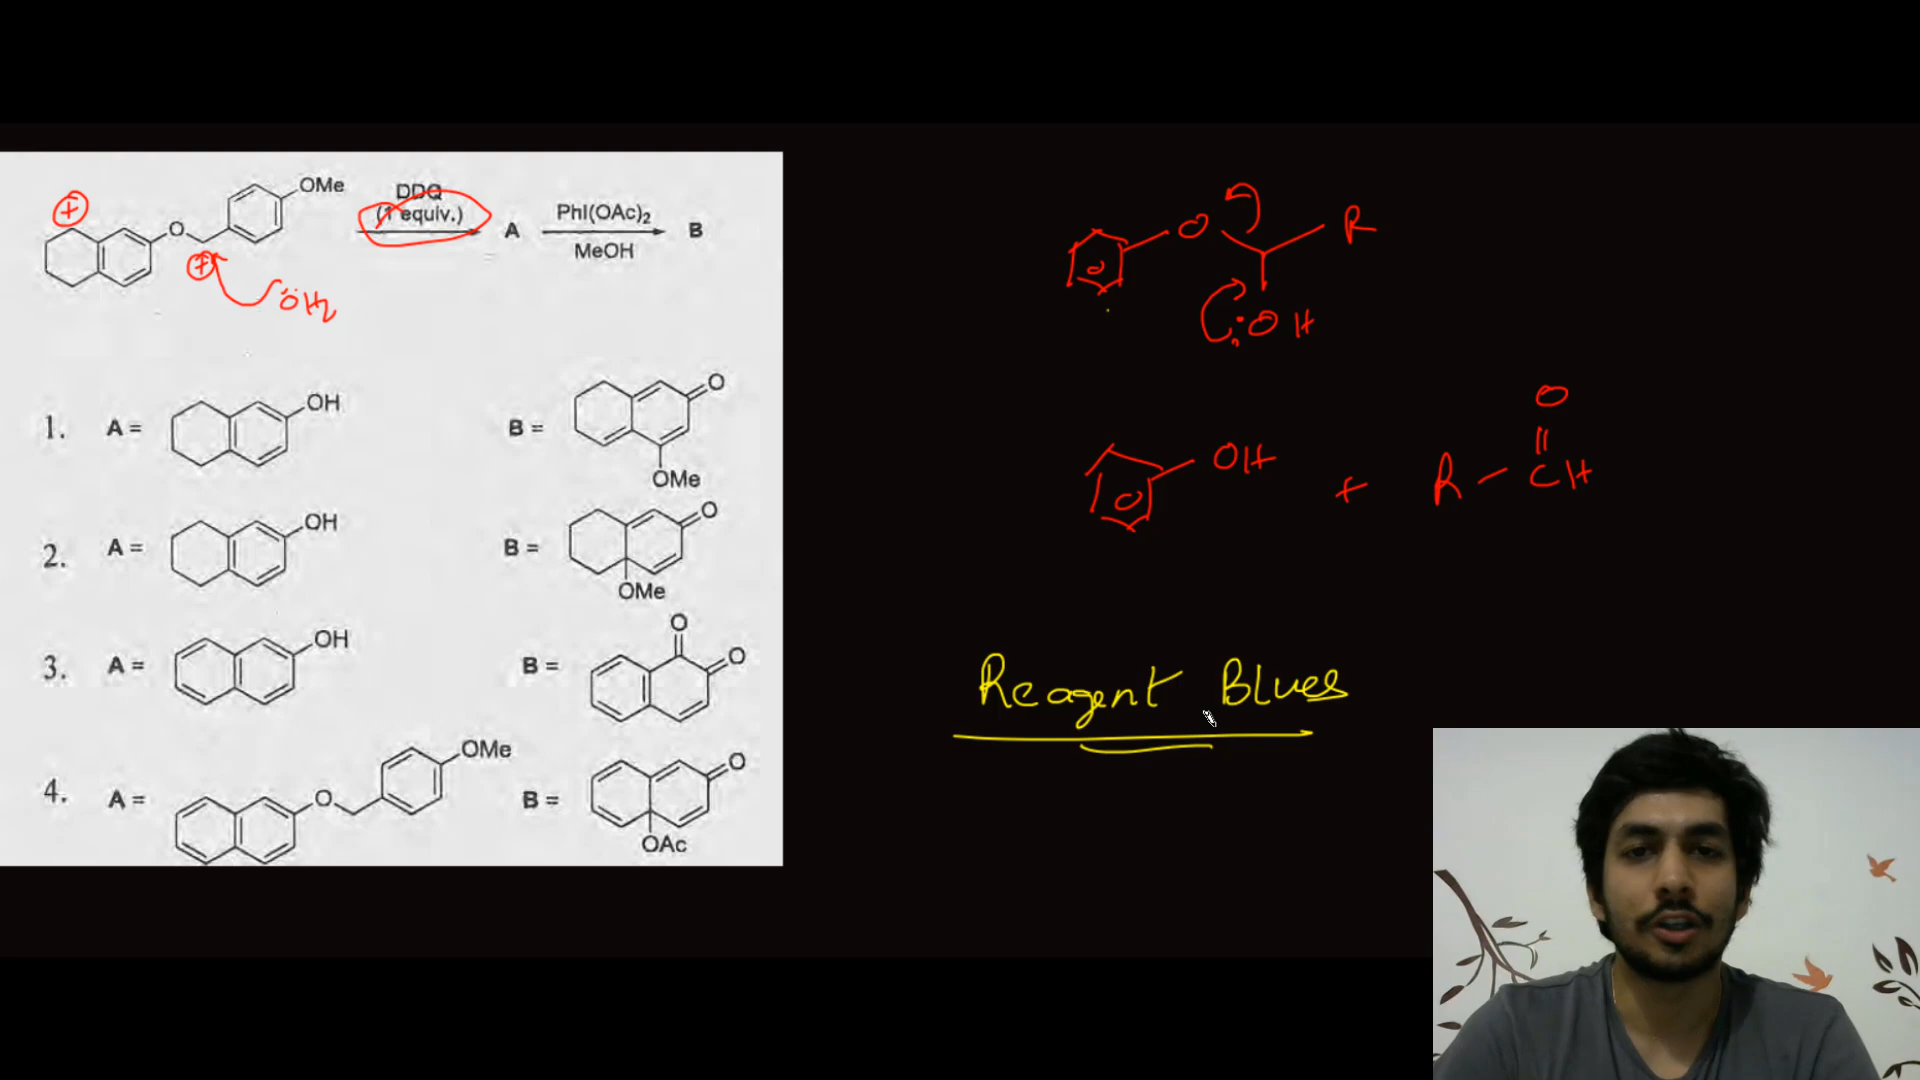 OMe
DDQ
(1 equiv.)
O
A
PhI(OAc)2
MeOH
B
+
+
ÖH2
1.
A =
OH
B =
O
OMe
2.
A =
OH
B =
O
OMe
3.
A =
OH
B =
O
O
4.
A =
O
OMe
B =
O
OAc
O
R
:OH
OH
+
R
O
CH
Reagent Blues